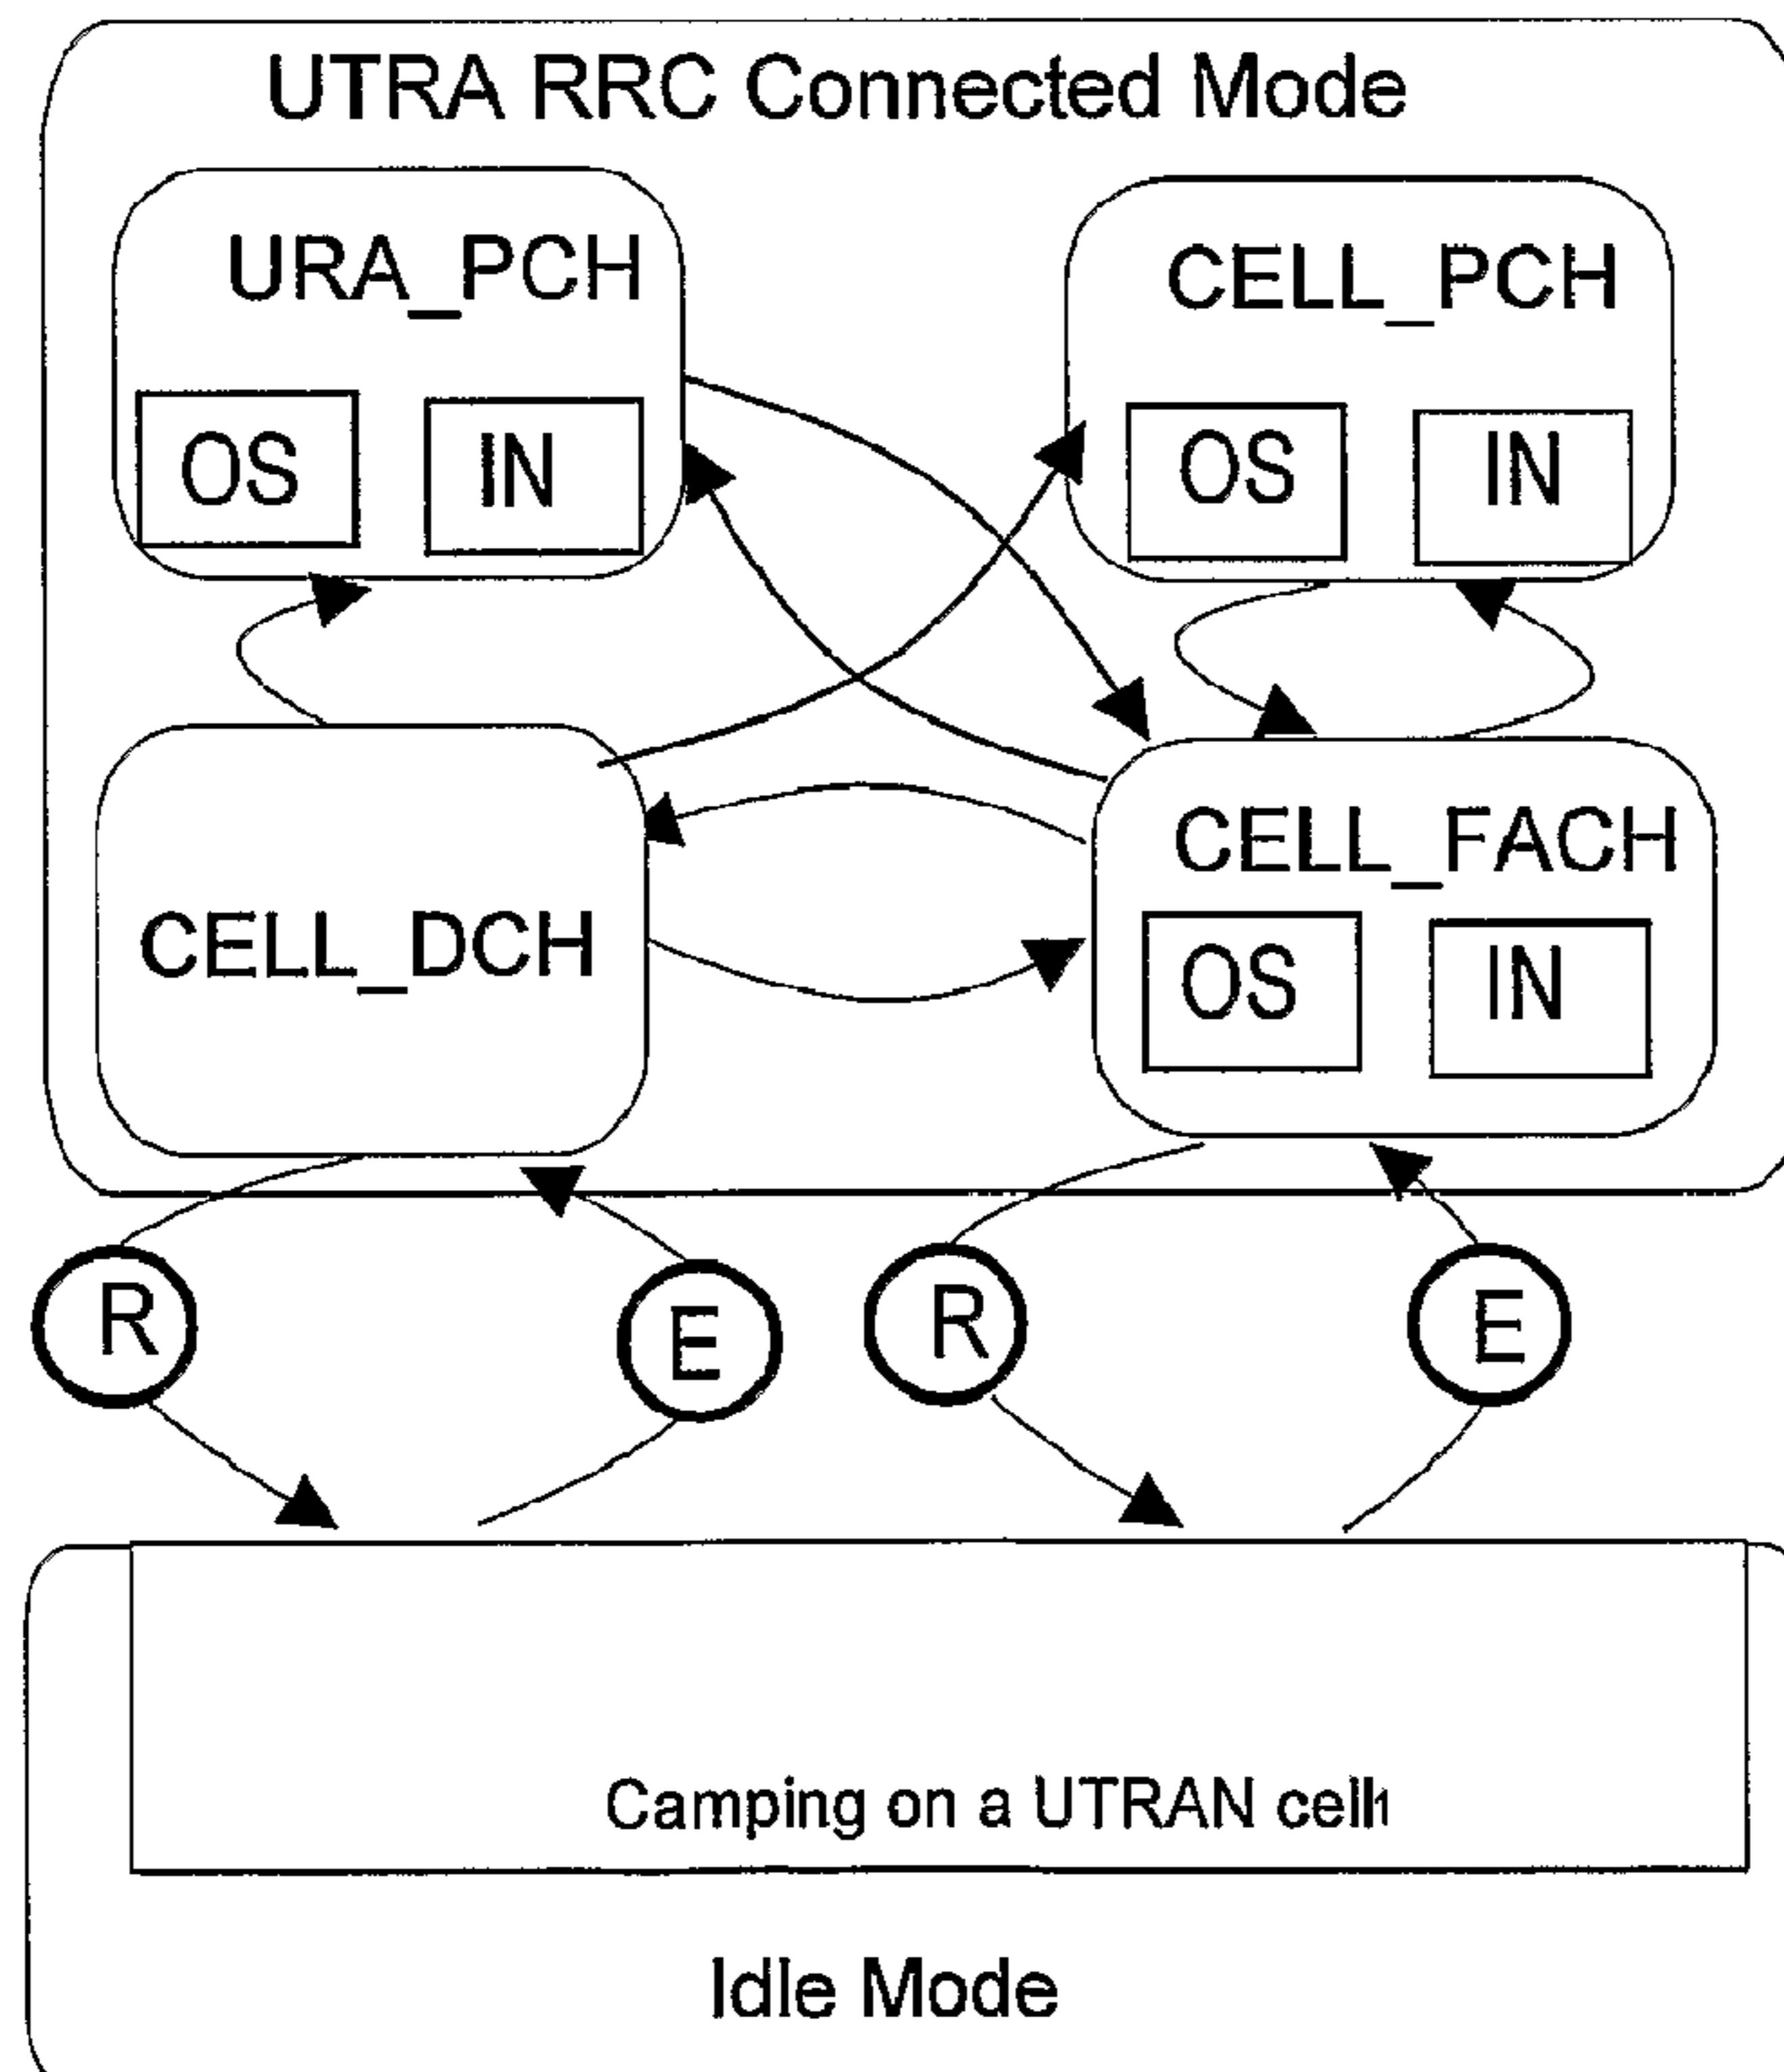 UTRA RRC Connected Mode
URA_PCH
CELL_PCH
OS IN
OS IN
CELL_FACH
CELL_DCH
OS IN
R E R E
Camping on a UTRAN cell1
Idle Mode